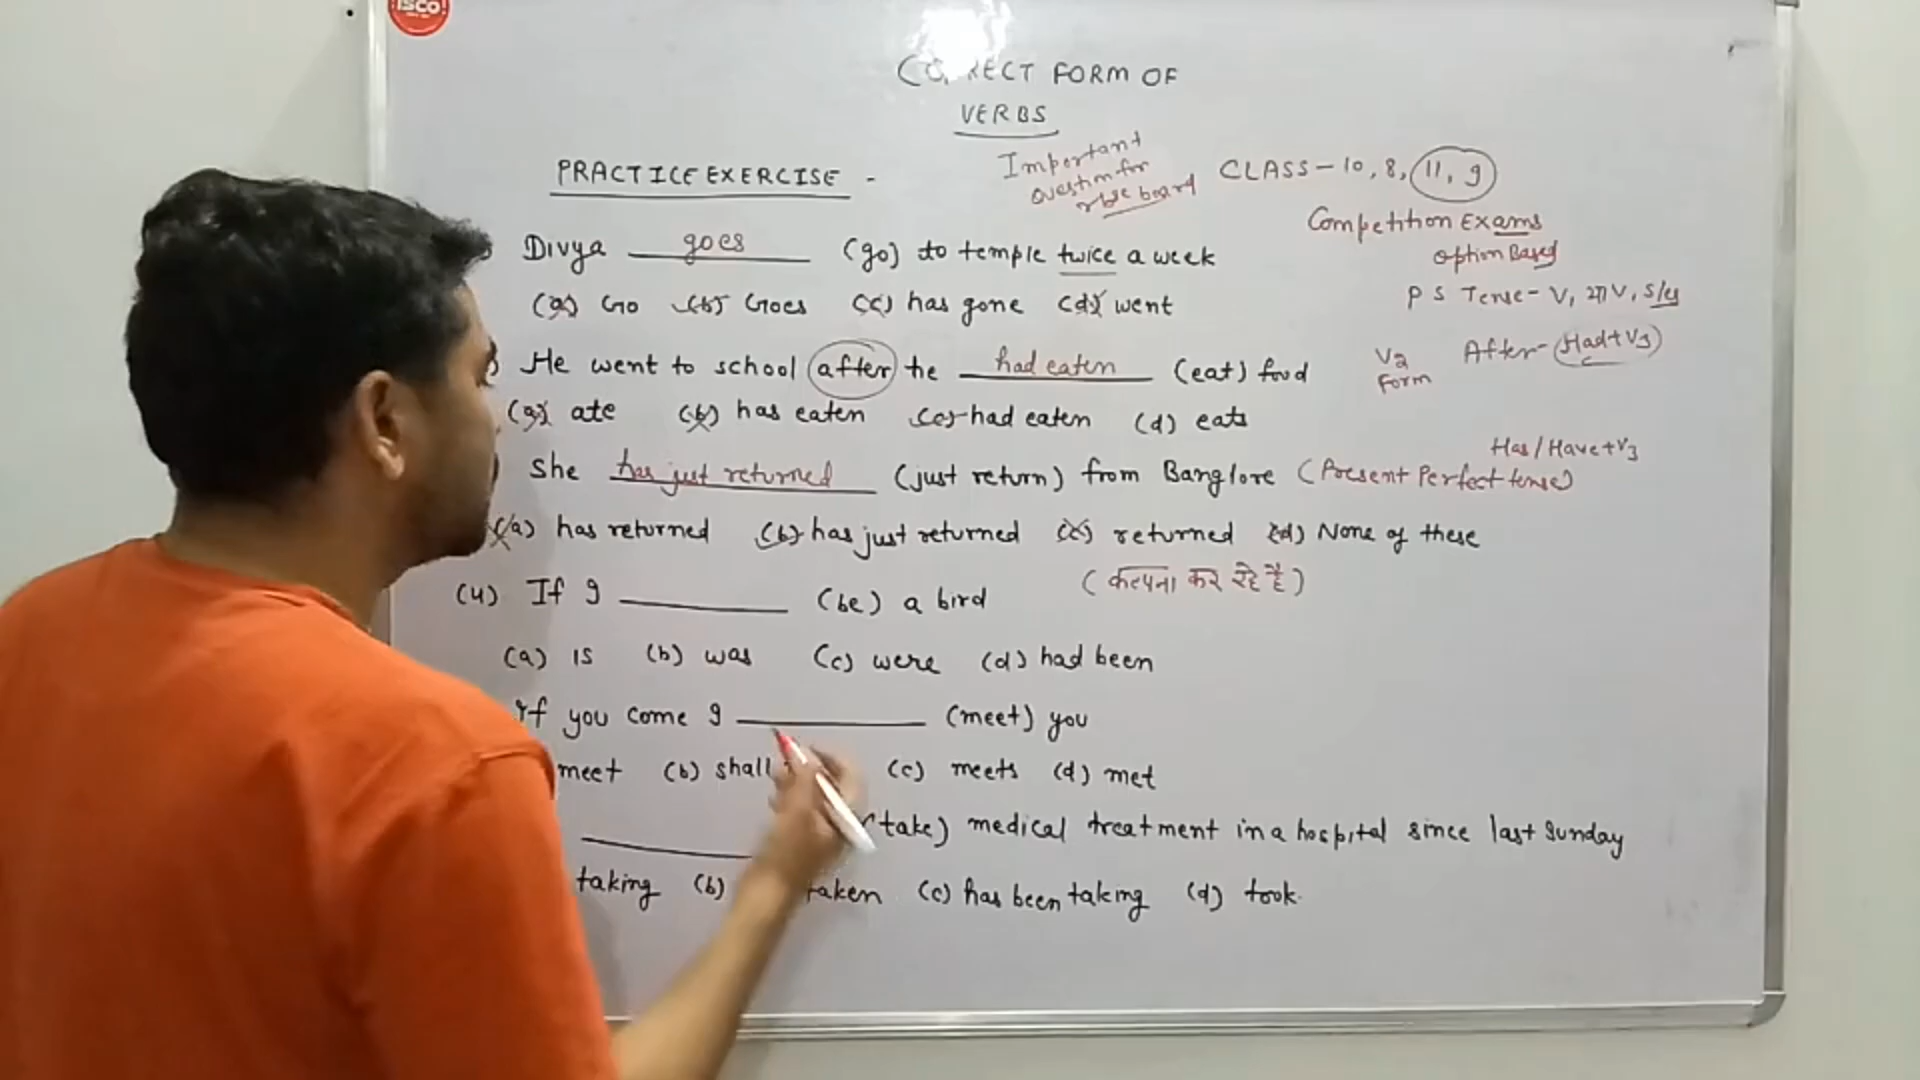 ISCO!
CORRECT FORM OF
VERBS
PRACTICE EXERCISE -
Important
Question for
rbse board
CLASS - 10, 8, 11, 9
Competition Exams
option Based
P S Tense - V, या V, s/es
Divya goes (go) to temple twice a week
(a) Go (b) Goes (c) has gone (d) went
He went to school after he had eaten (eat) food
V2 form
After - Had+V3
(a) ate (b) has eaten (c) had eaten (d) eats
Has/Have+V3
She has just returned (just return) from Banglore (Present Perfect tense)
(a) has returned (b) has just returned (c) returned (d) None of these
(4) If I (be) a bird (कल्पना कर रहे है)
(a) is (b) was (c) were (d) had been
If you come I (meet) you
meet (b) shall (c) meets (d) met
(take) medical treatment in a hospital since last Sunday
taking (b) taken (c) has been taking (d) took.